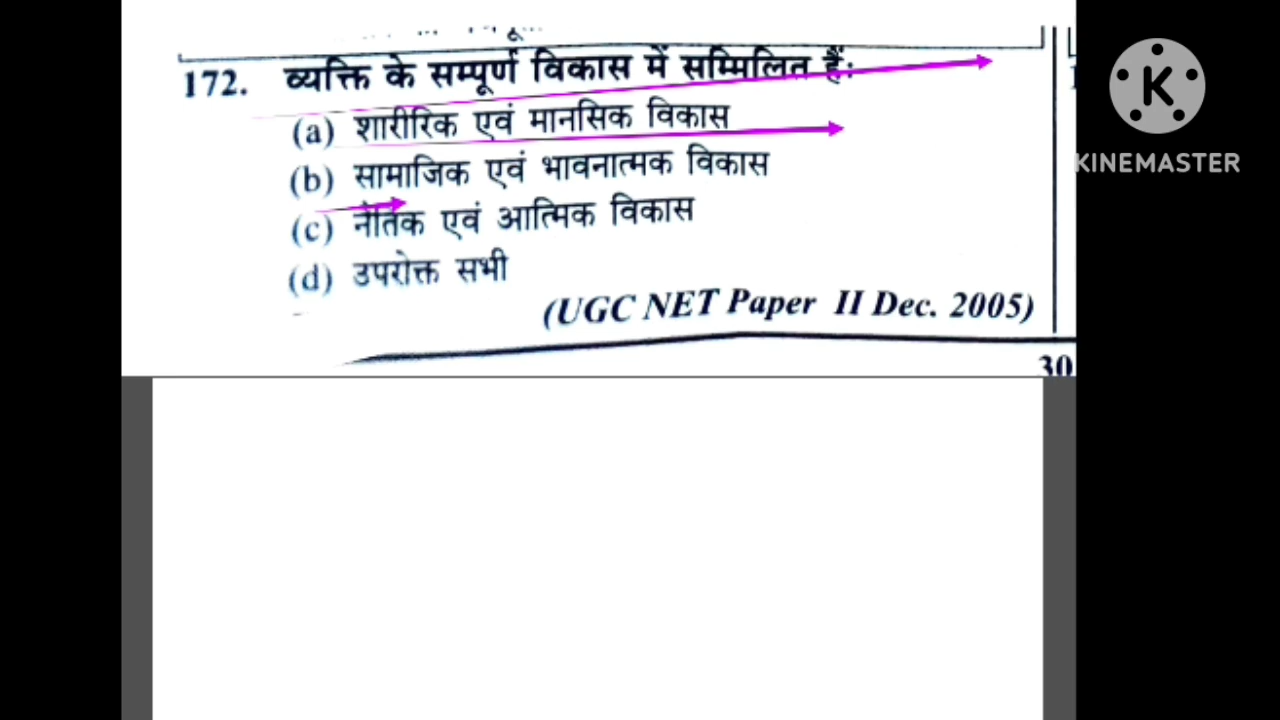 172. व्यक्ति के सम्पूर्ण विकास में सम्मिलित हैं:
(a) शारीरिक एवं मानसिक विकास
(b) सामाजिक एवं भावनात्मक विकास
(c) नैतिक एवं आत्मिक विकास
(d) उपरोक्त सभी
(UGC NET Paper II Dec. 2005)
30
K
KINEMASTER